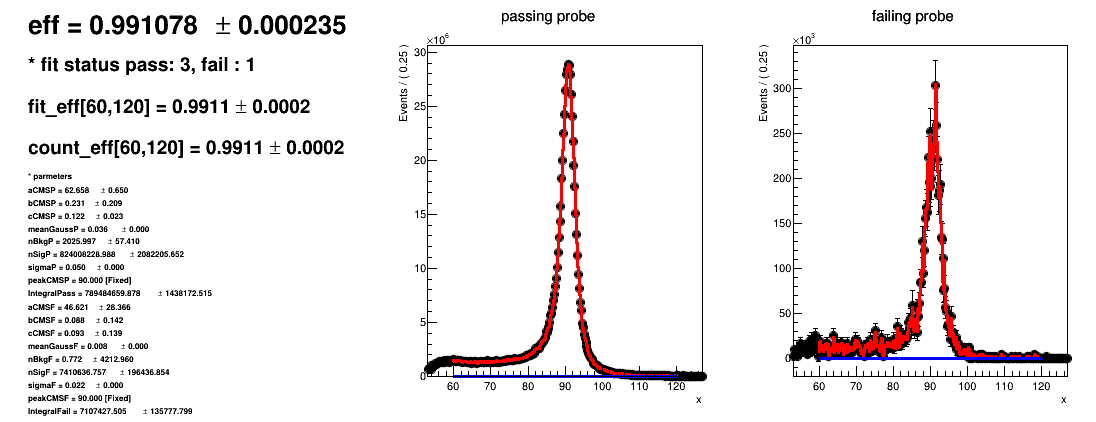 eff = 0.991078 ± 0.000235
* fit status pass: 3, fail : 1
fit_eff[60,120] = 0.9911 ± 0.0002
count_eff[60,120] = 0.9911 ± 0.0002
* parmeters
aCMSP = 62.658 ± 0.650
bCMSP = 0.231 ± 0.209
cCMSP = 0.122 ± 0.023
meanGaussP = 0.036 ± 0.000
nBkgP = 2025.997 ± 57.410
nSigP = 824008228.988 ± 2082205.652
sigmaP = 0.050 ± 0.000
peakCMSP = 90.000 [Fixed]
IntegralPass = 789484659.878 ± 1438172.515
aCMSF = 46.621 ± 28.366
bCMSF = 0.088 ± 0.142
cCMSF = 0.093 ± 0.139
meanGaussF = 0.008 ± 0.000
nBkgF = 0.772 ± 4212.960
nSigF = 7410636.757 ± 196436.854
sigmaF = 0.022 ± 0.000
peakCMSF = 90.000 [Fixed]
IntegralFail = 7107427.505 ± 135777.799
passing probe
×10⁶
Events / ( 0.25 )
30
25
20
15
10
5
0
60 70 80 90 100 110 120
x
failing probe
×10³
Events / ( 0.25 )
300
250
200
150
100
50
0
60 70 80 90 100 110 120
x